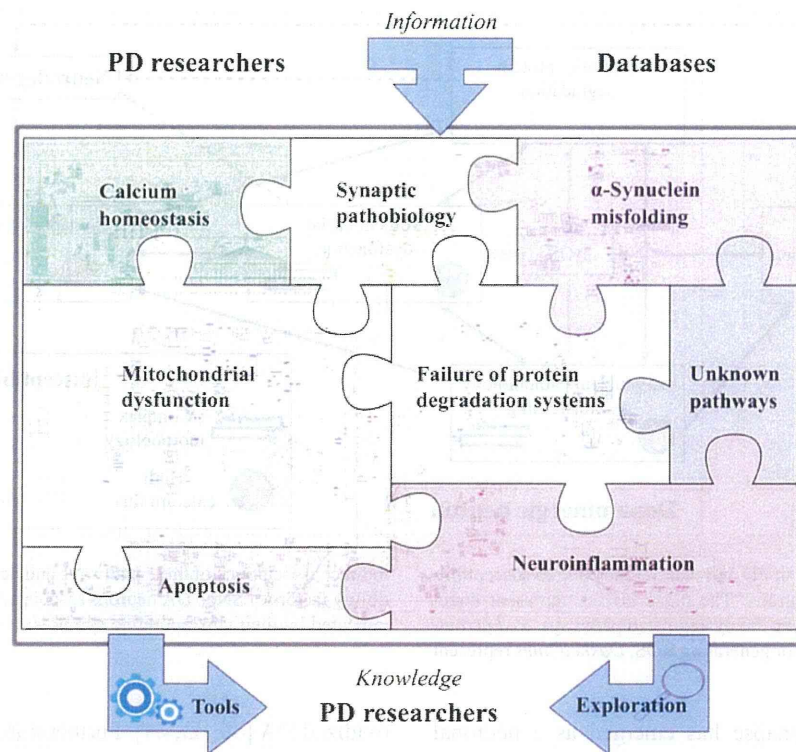 Information
PD researchers
Databases
Calcium
homeostasis
Synaptic
pathobiology
α-Synuclein
misfolding
Mitochondrial
dysfunction
Failure of protein
degradation systems
Unknown
pathways
Neuroinflammation
Apoptosis
Tools
Knowledge
PD researchers
Exploration